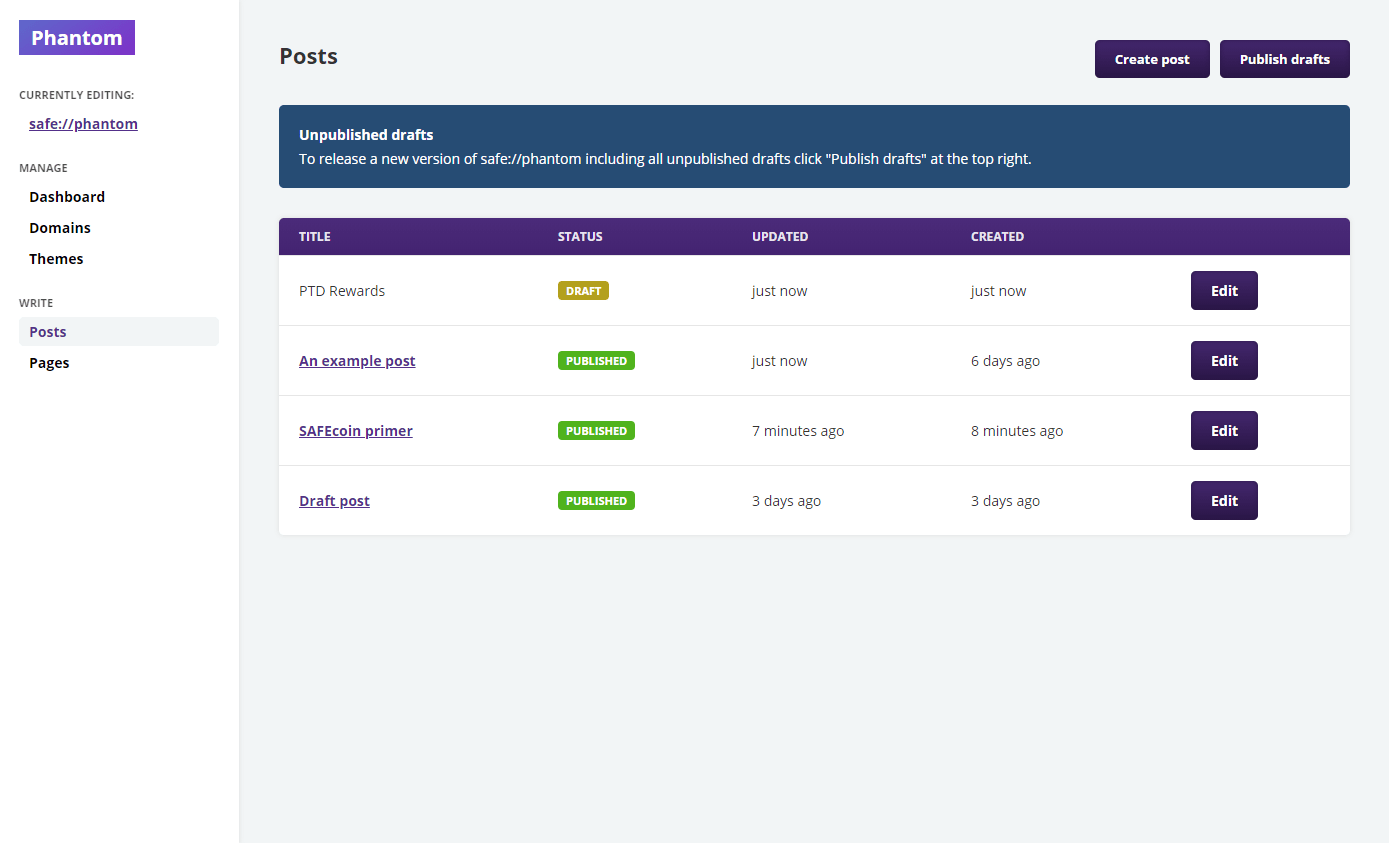 Phantom
CURRENTLY EDITING:
safe://phantom
MANAGE
Dashboard
Domains
Themes
WRITE
Posts
Pages
Posts
Create post
Publish drafts
Unpublished drafts
To release a new version of safe://phantom including all unpublished drafts click "Publish drafts" at the top right.
TITLE STATUS UPDATED CREATED
PTD Rewards DRAFT just now just now Edit
An example post PUBLISHED just now 6 days ago Edit
SAFEcoin primer PUBLISHED 7 minutes ago 8 minutes ago Edit
Draft post PUBLISHED 3 days ago 3 days ago Edit